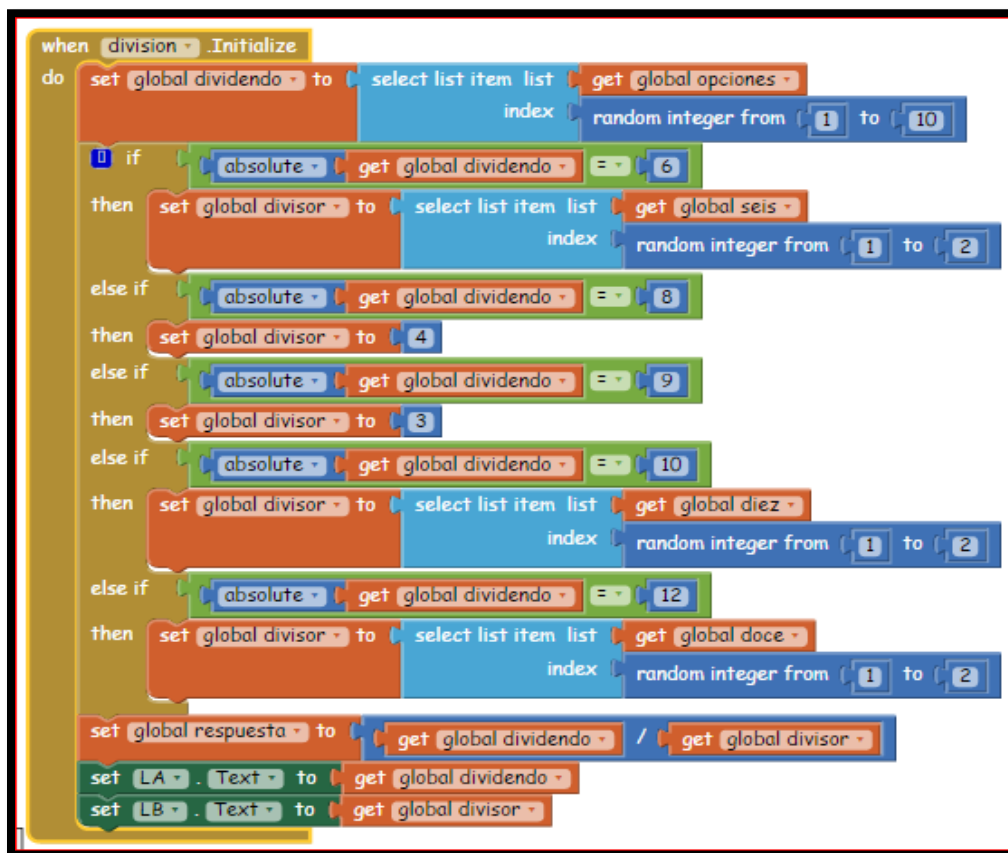 when division .Initialize
do set global dividendo to select list item list get global opciones
index random integer from 1 to 10
if absolute get global dividendo = 6
then set global divisor to select list item list get global seis
index random integer from 1 to 2
else if absolute get global dividendo = 8
then set global divisor to 4
else if absolute get global dividendo = 9
then set global divisor to 3
else if absolute get global dividendo = 10
then set global divisor to select list item list get global diez
index random integer from 1 to 2
else if absolute get global dividendo = 12
then set global divisor to select list item list get global doce
index random integer from 1 to 2
set global respuesta to get global dividendo / get global divisor
set LA . Text to get global dividendo
set LB . Text to get global divisor